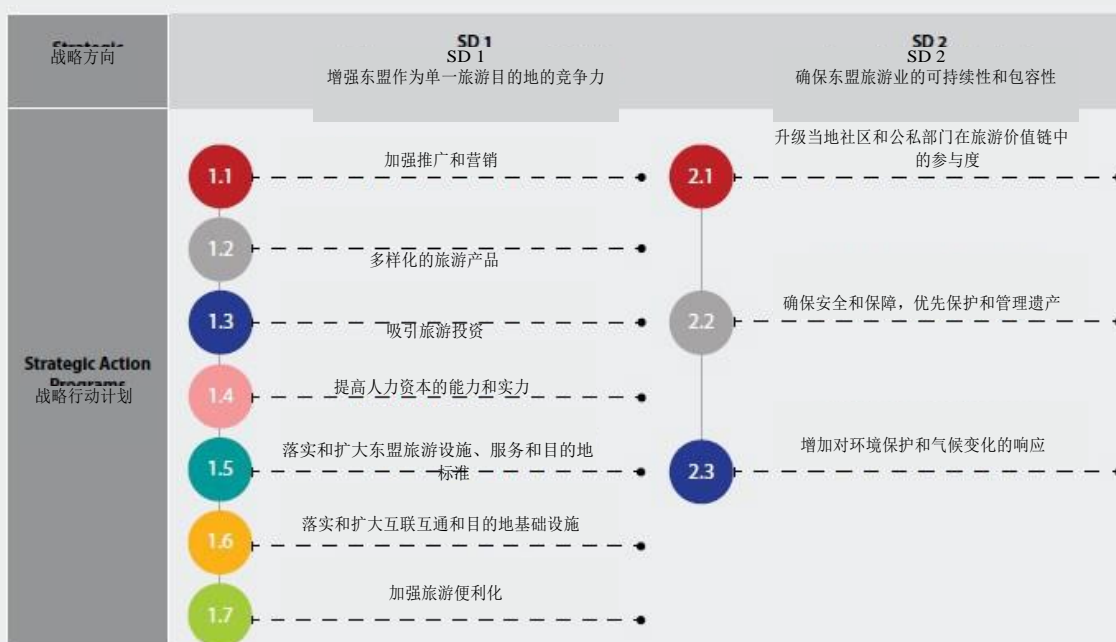 战略方向
SD 1
SD 1
增强东盟作为单一旅游目的地的竞争力
SD 2
SD 2
确保东盟旅游业的可持续性和包容性
Strategic Action
战略行动计划
1.1
加强推广和营销
1.2
多样化的旅游产品
1.3
吸引旅游投资
1.4
提高人力资本的能力和实力
1.5
落实和扩大东盟旅游设施、服务和目的地
标准
1.6
落实和扩大互联互通和目的地基础设施
1.7
加强旅游便利化
2.1
升级当地社区和公私部门在旅游价值链中
的参与度
2.2
确保安全和保障，优先保护和管理遗产
2.3
增加对环境保护和气候变化的响应